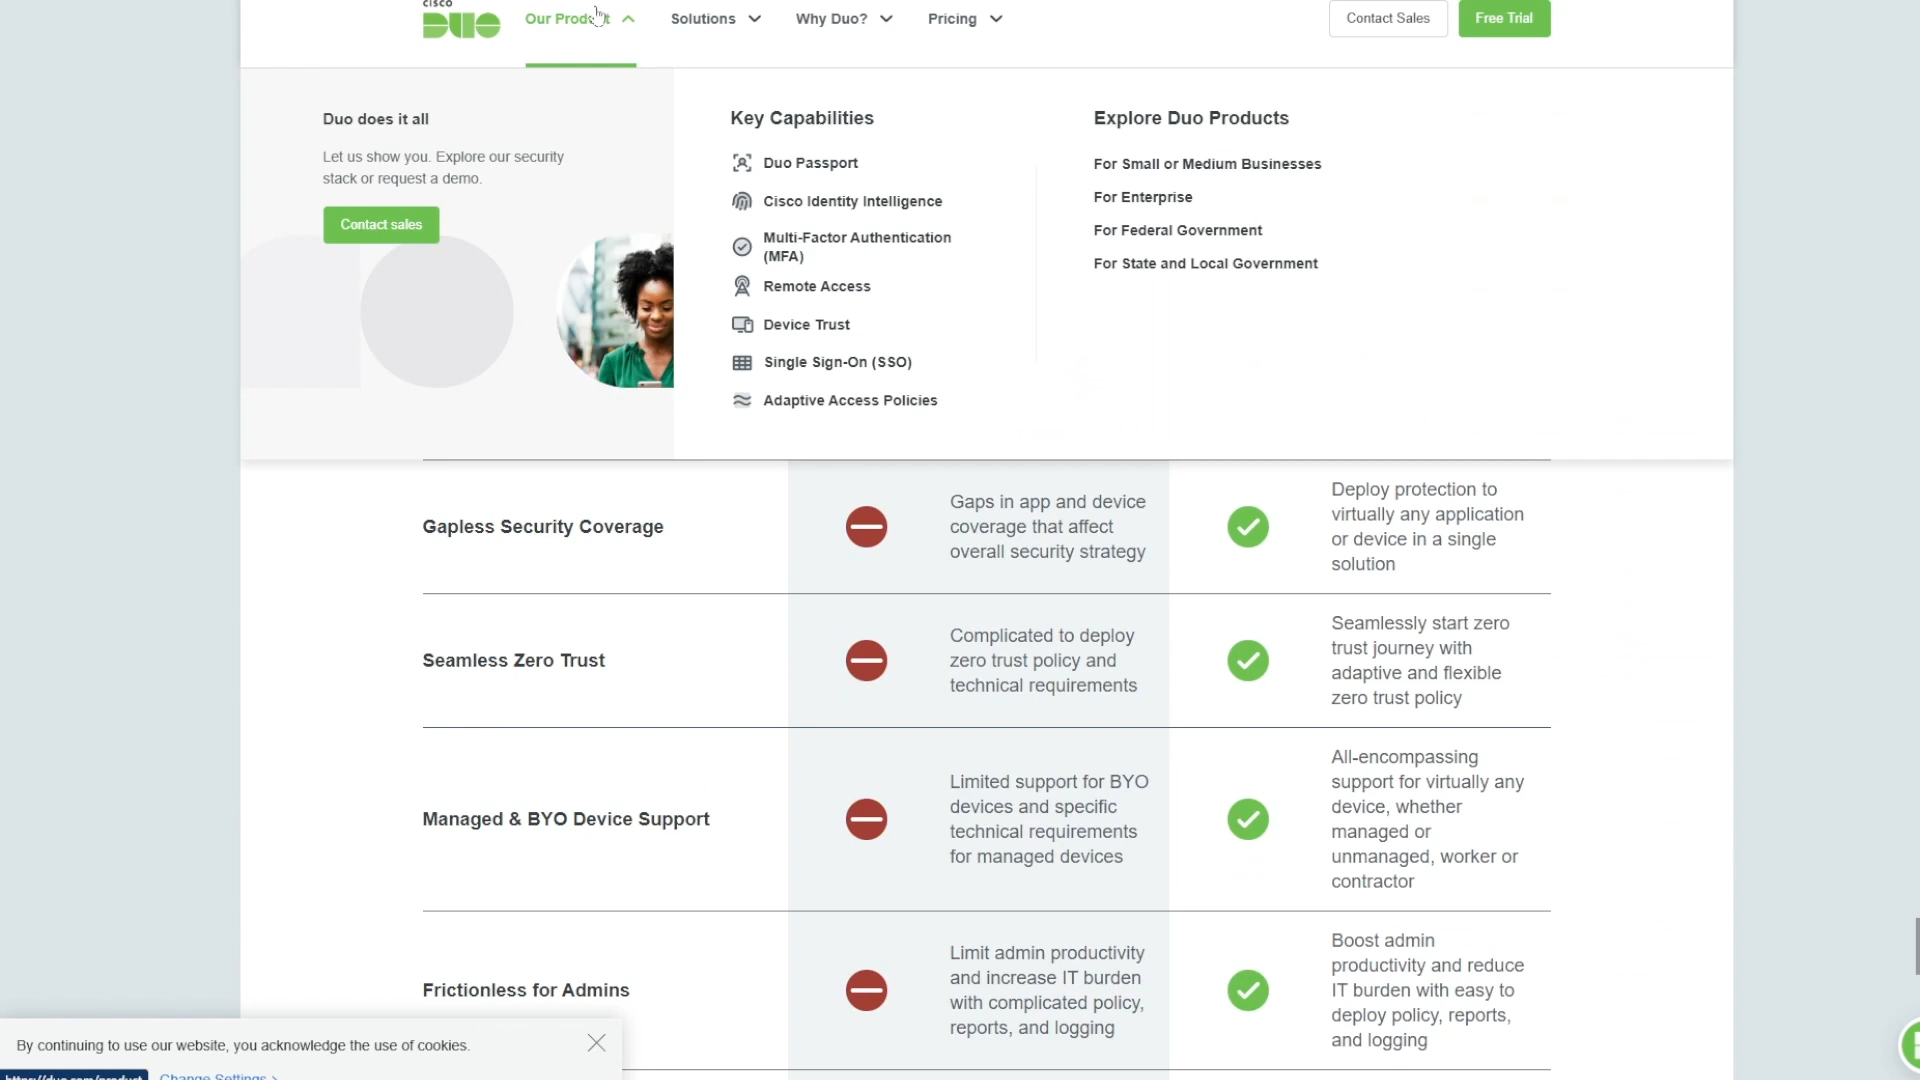 CISCO
DUO
Our Product
Solutions
Why Duo?
Pricing
Contact Sales
Free Trial
Duo does it all
Let us show you. Explore our security
stack or request a demo.
Contact sales
Key Capabilities
Duo Passport
Cisco Identity Intelligence
Multi-Factor Authentication
(MFA)
Remote Access
Device Trust
Single Sign-On (SSO)
Adaptive Access Policies
Explore Duo Products
For Small or Medium Businesses
For Enterprise
For Federal Government
For State and Local Government
Gapless Security Coverage
Gaps in app and device
coverage that affect
overall security strategy
Deploy protection to
virtually any application
or device in a single
solution
Seamless Zero Trust
Complicated to deploy
zero trust policy and
technical requirements
Seamlessly start zero
trust journey with
adaptive and flexible
zero trust policy
Managed & BYO Device Support
Limited support for BYO
devices and specific
technical requirements
for managed devices
All-encompassing
support for virtually any
device, whether
managed or
unmanaged, worker or
contractor
Frictionless for Admins
Limit admin productivity
and increase IT burden
with complicated policy,
reports, and logging
Boost admin
productivity and reduce
IT burden with easy to
deploy policy, reports,
and logging
By continuing to use our website, you acknowledge the use of cookies.
https://duo.com/product
Change Settings >